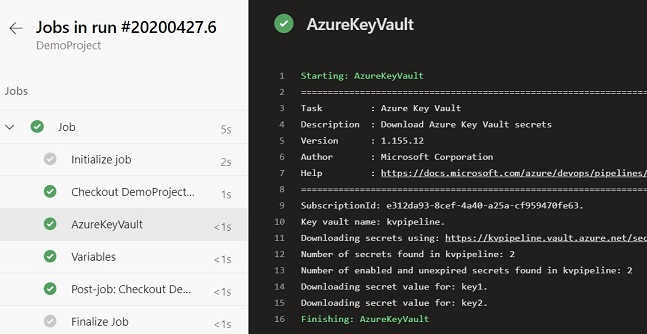 Jobs in run #20200427.6
DemoProject
Jobs
Job 5s
Initialize job 2s
Checkout DemoProject... 1s
AzureKeyVault <1s
Variables <1s
Post-job: Checkout De... <1s
Finalize Job <1s
AzureKeyVault
1 Starting: AzureKeyVault
2 ==============================================================================
3 Task : Azure Key Vault
4 Description : Download Azure Key Vault secrets
5 Version : 1.155.12
6 Author : Microsoft Corporation
7 Help : https://docs.microsoft.com/azure/devops/pipelines/
8 ==============================================================================
9 SubscriptionId: e312da93-8cef-4a40-a25a-cf959470fe63.
10 Key vault name: kvpipeline.
11 Downloading secrets using: https://kvpipeline.vault.azure.net/sec
12 Number of secrets found in kvpipeline: 2
13 Number of enabled and unexpired secrets found in kvpipeline: 2
14 Downloading secret value for: key1.
15 Downloading secret value for: key2.
16 Finishing: AzureKeyVault